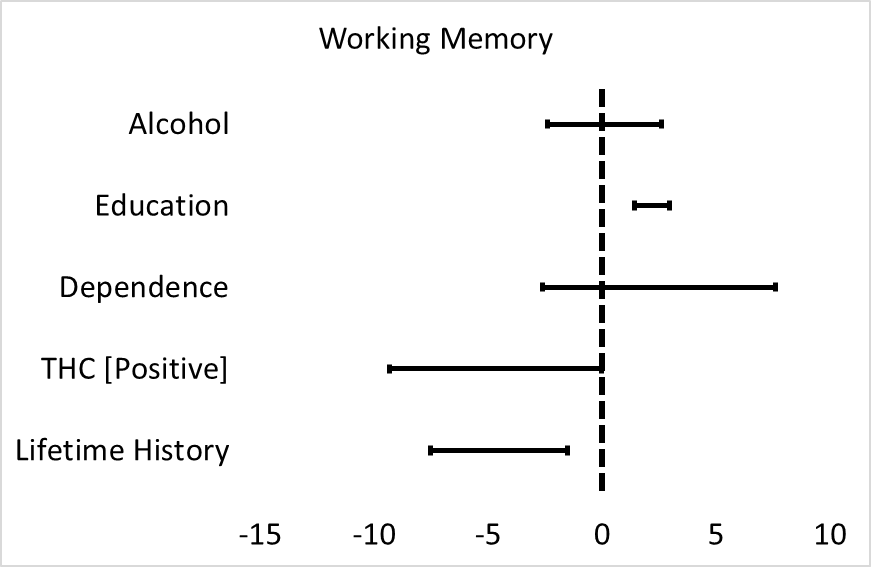 Working Memory
Alcohol
Education
Dependence
THC [Positive]
Lifetime History
-15 -10 -5 0 5 10